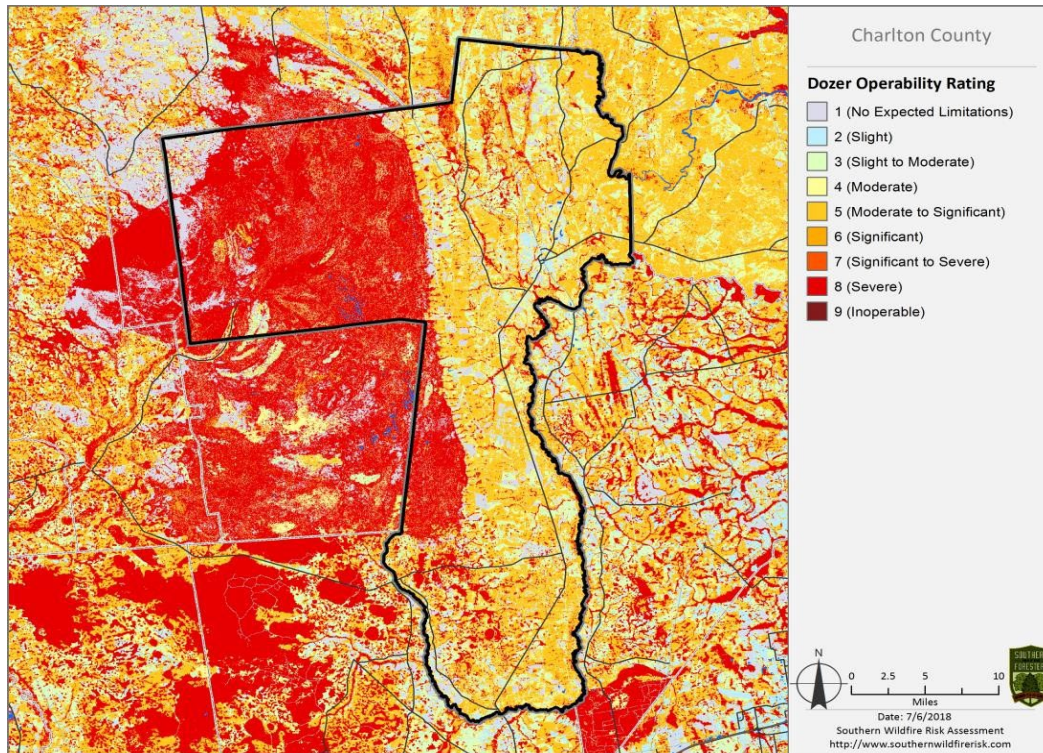 Charlton County
Dozer Operability Rating
1 (No Expected Limitations)
2 (Slight)
3 (Slight to Moderate)
4 (Moderate)
5 (Moderate to Significant)
6 (Significant)
7 (Significant to Severe)
8 (Severe)
9 (Inoperable)
N
0 2.5 5 10
Miles
Date: 7/6/2018
Southern Wildfire Risk Assessment
http://www.southernwildfirerisk.com
SOUTHERN